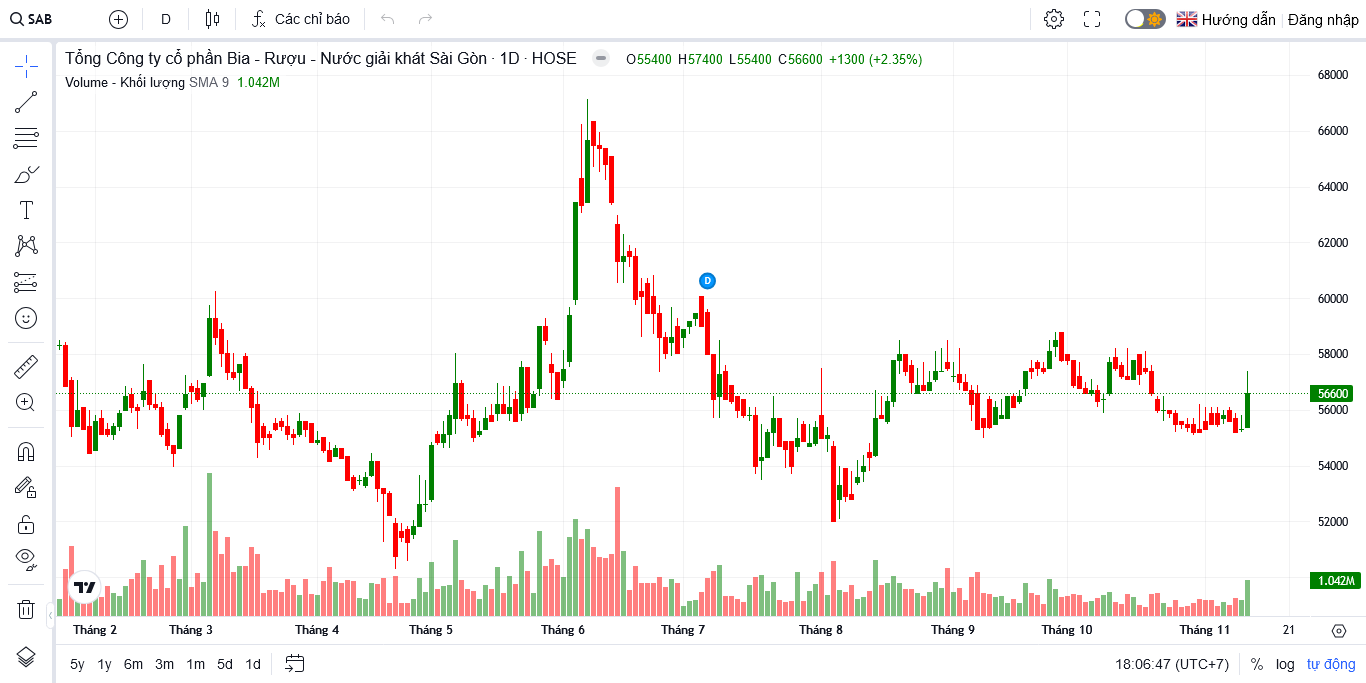 SAB D Các chỉ báo Hướng dẫn Đăng nhập
Tổng Công ty cổ phần Bia - Rượu - Nước giải khát Sài Gòn · 1D · HOSE O55400 H57400 L55400 C56600 +1300 (+2.35%)
Volume - Khối lượng SMA 9 1.042M
68000
66000
64000
62000
60000
D
58000
56600
56000
54000
52000
1.042M
Tháng 2 Tháng 3 Tháng 4 Tháng 5 Tháng 6 Tháng 7 Tháng 8 Tháng 9 Tháng 10 Tháng 11 21
5y 1y 6m 3m 1m 5d 1d 18:06:47 (UTC+7) % log tự động